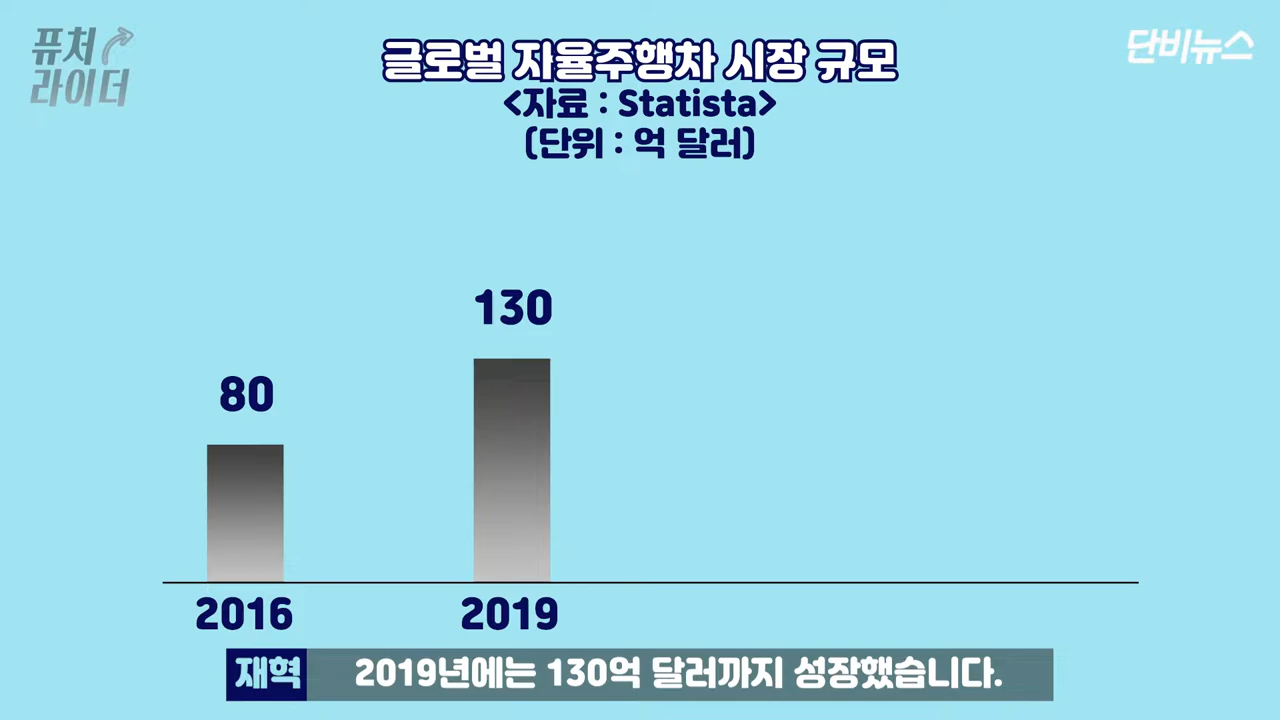 퓨처
라이더
단비뉴스
글로벌 자율주행차 시장 규모
<자료 : Statista>
(단위 : 억 달러)
80
130
2016
2019
재혁
2019년에는 130억 달러까지 성장했습니다.